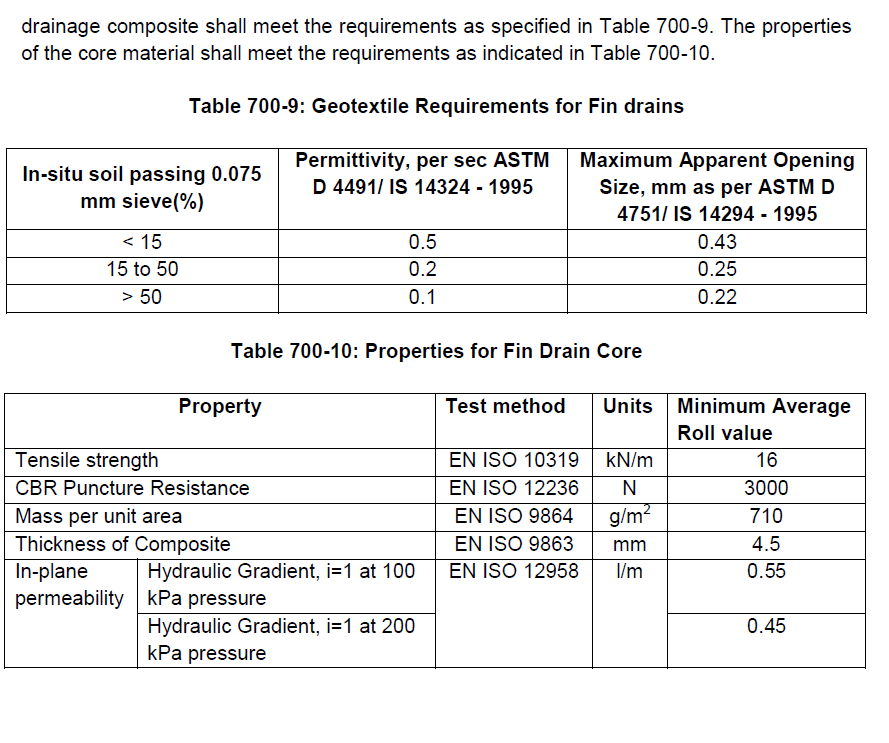 drainage composite shall meet the requirements as specified in Table 700-9. The properties
of the core material shall meet the requirements as indicated in Table 700-10.
Table 700-9: Geotextile Requirements for Fin drains
In-situ soil passing 0.075
mm sieve(%)
Permittivity, per sec ASTM
D 4491/ IS 14324 - 1995
Maximum Apparent Opening
Size, mm as per ASTM D
4751/ IS 14294 - 1995
< 15 0.5 0.43
15 to 50 0.2 0.25
> 50 0.1 0.22
Table 700-10: Properties for Fin Drain Core
Property Test method Units Minimum Average
Roll value
Tensile strength EN ISO 10319 kN/m 16
CBR Puncture Resistance EN ISO 12236 N 3000
Mass per unit area EN ISO 9864 g/m² 710
Thickness of Composite EN ISO 9863 mm 4.5
In-plane
permeability
Hydraulic Gradient, i=1 at 100
kPa pressure
EN ISO 12958 l/m 0.55
Hydraulic Gradient, i=1 at 200
kPa pressure
0.45